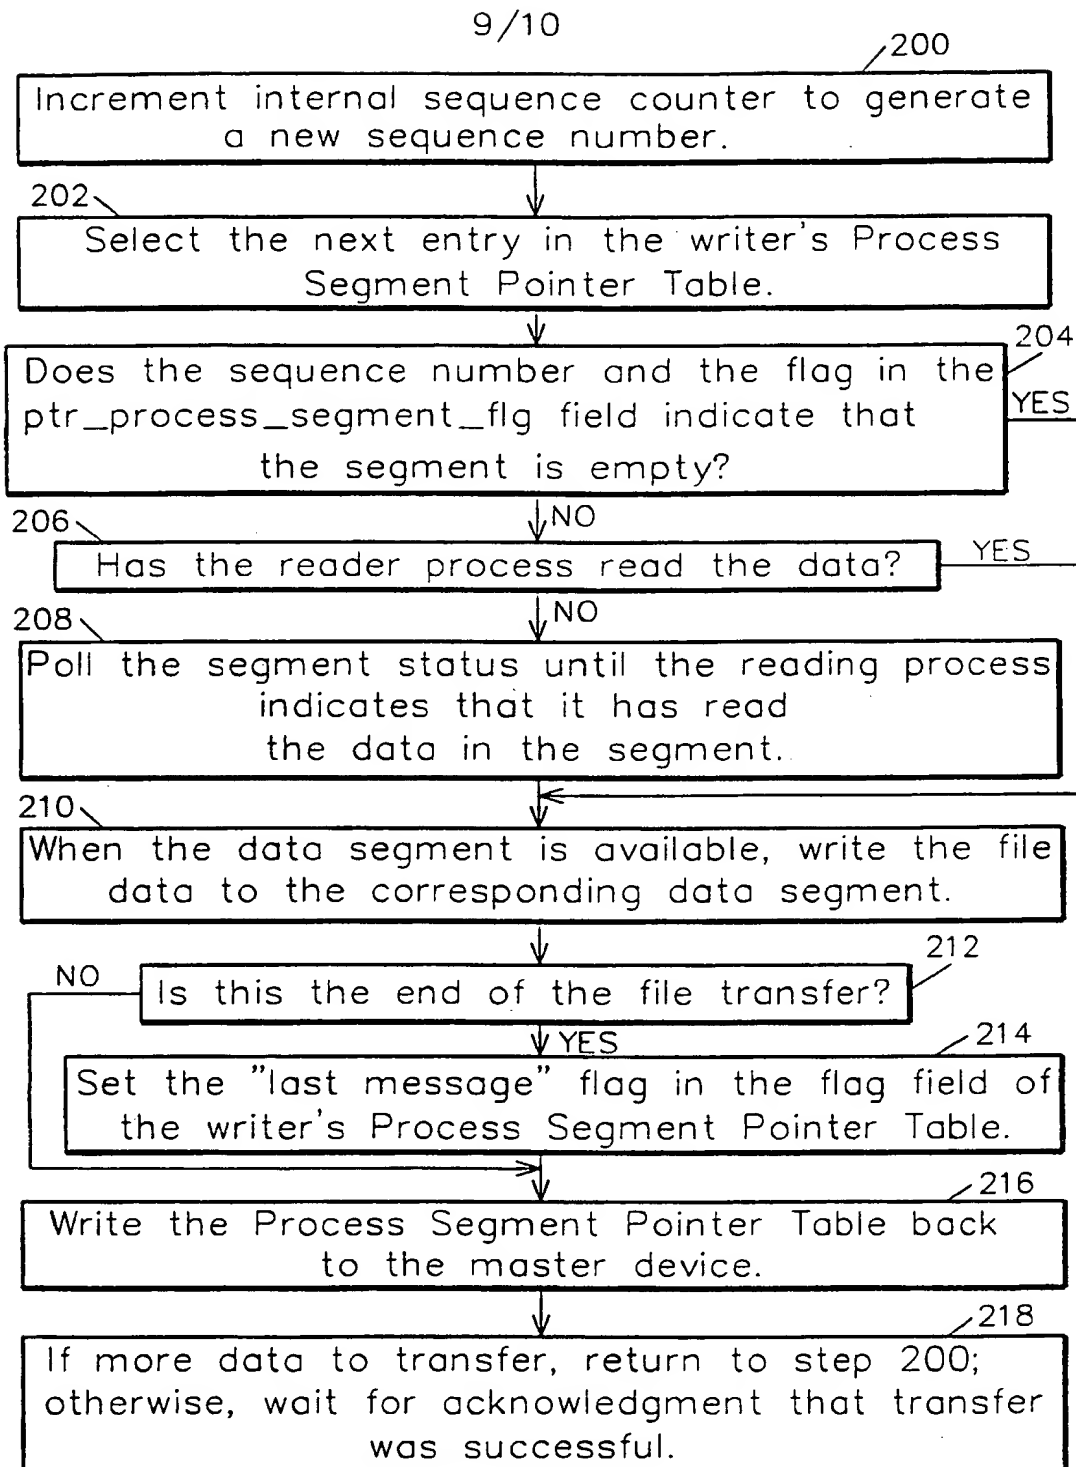 9/10
200
Increment internal sequence counter to generate
a new sequence number.
202
Select the next entry in the writer's Process
Segment Pointer Table.
204
Does the sequence number and the flag in the
ptr_process_segment_flg field indicate that
the segment is empty?
YES
NO
206
Has the reader process read the data?
YES
NO
208
Poll the segment status until the reading process
indicates that it has read
the data in the segment.
210
When the data segment is available, write the file
data to the corresponding data segment.
212
NO
Is this the end of the file transfer?
YES
214
Set the "last message" flag in the flag field of
the writer's Process Segment Pointer Table.
216
Write the Process Segment Pointer Table back
to the master device.
218
If more data to transfer, return to step 200;
otherwise, wait for acknowledgment that transfer
was successful.